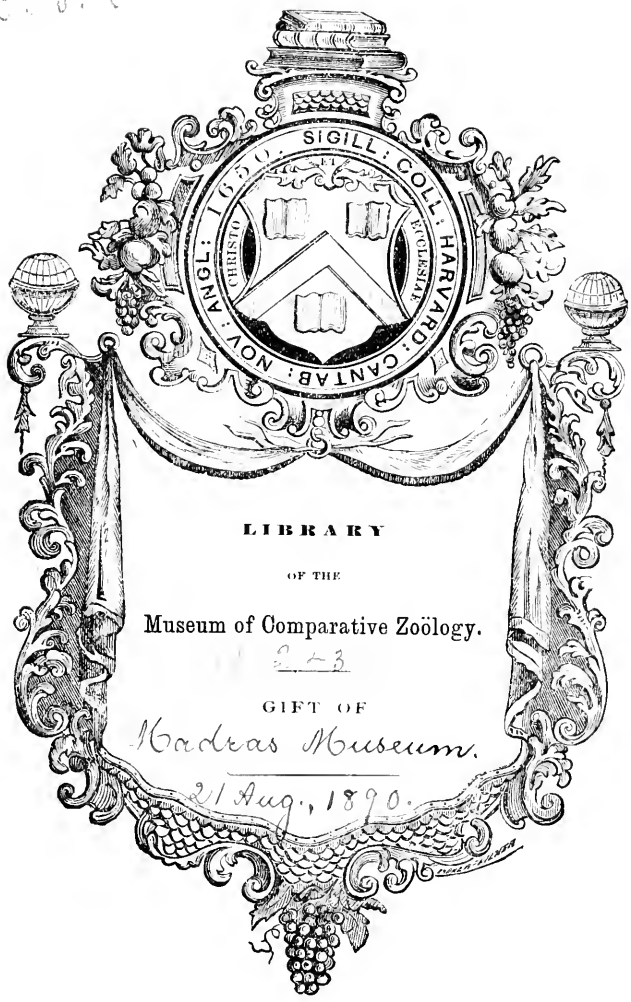 SIGILL: COLL: HARVARD: CANTAB: NOV: ANGL: 1650.
ET
CHRISTO
ECCLESIAE
LIBRARY
OF THE
Museum of Comparative Zoölogy.
GIFT OF
Madras Museum.
21 Aug., 1890.